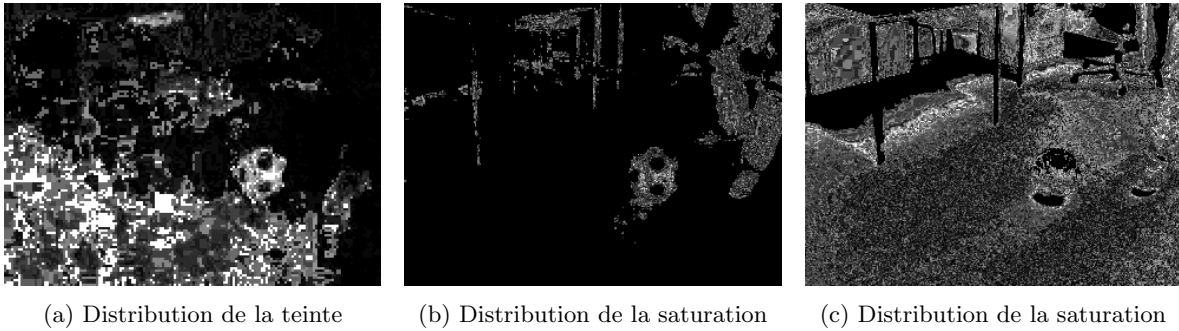 (a) Distribution de la teinte
(b) Distribution de la saturation
(c) Distribution de la saturation